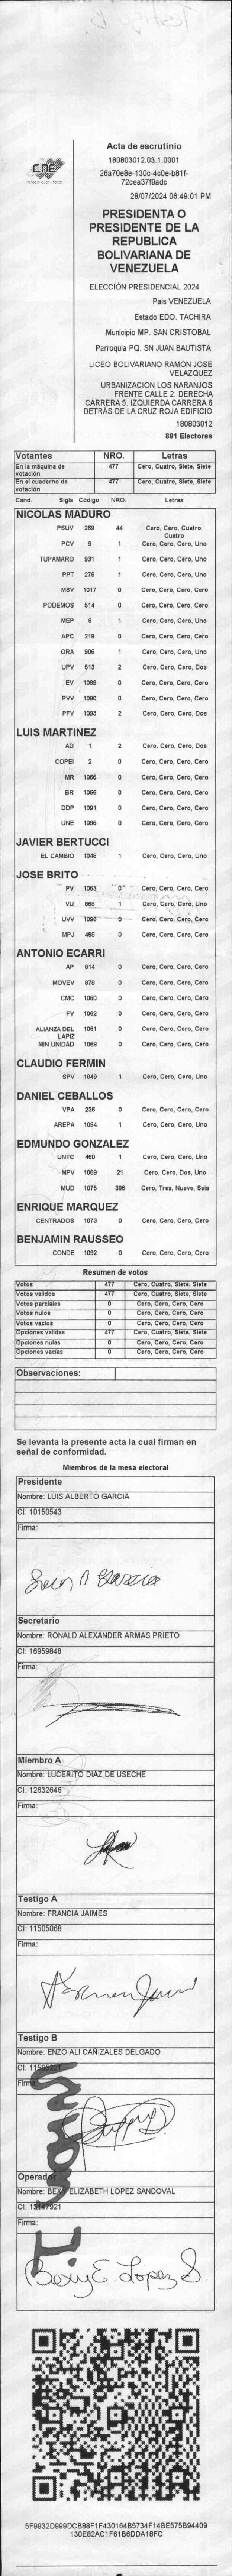 Testigo B
CNE
Acta de escrutinio
180803012.03.1.0001
26a70e8e-130c-4c0e-b81f-
72cea37f9adc
28/07/2024 06:49:01 PM
PRESIDENTA O
PRESIDENTE DE LA
REPUBLICA
BOLIVARIANA DE
VENEZUELA
ELECCIÓN PRESIDENCIAL 2024
Pais VENEZUELA
Estado EDO. TACHIRA
Municipio MP. SAN CRISTOBAL
Parroquia PQ. SN JUAN BAUTISTA
LICEO BOLIVARIANO RAMON JOSE
VELAZQUEZ
URBANIZACION LOS NARANJOS
FRENTE CALLE 2. DERECHA
CARRERA 5. IZQUIERDA CARRERA 6
DETRÁS DE LA CRUZ ROJA EDIFICIO
180803012
891 Electores
Votantes NRO. Letras
En la máquina de votación 477 Cero, Cuatro, Siete, Siete
En el cuaderno de votación 477 Cero, Cuatro, Siete, Siete
Cand. Sigls Código NRO. Letras
NICOLAS MADURO
PSUV 269 44 Cero, Cero, Cuatro, Cuatro
PCV 9 1 Cero, Cero, Cero, Uno
TUPAMARO 931 1 Cero, Cero, Cero, Uno
PPT 276 1 Cero, Cero, Cero, Uno
MSV 1017 0 Cero, Cero, Cero, Cero
PODEMOS 614 0 Cero, Cero, Cero, Cero
MEP 6 1 Cero, Cero, Cero, Uno
APC 219 0 Cero, Cero, Cero, Cero
ORA 906 1 Cero, Cero, Cero, Uno
UPV 613 2 Cero, Cero, Cero, Dos
EV 1089 0 Cero, Cero, Cero, Cero
PVV 1090 0 Cero, Cero, Cero, Cero
PFV 1093 2 Cero, Cero, Cero, Dos
LUIS MARTINEZ
AD 1 2 Cero, Cero, Cero, Dos
COPEI 2 0 Cero, Cero, Cero, Cero
MR 1065 0 Cero, Cero, Cero, Cero
BR 1066 0 Cero, Cero, Cero, Cero
DDP 1091 0 Cero, Cero, Cero, Cero
UNE 1095 0 Cero, Cero, Cero, Cero
JAVIER BERTUCCI
EL CAMBIO 1048 1 Cero, Cero, Cero, Uno
JOSE BRITO
PV 1053 0 Cero, Cero, Cero, Cero
VU 868 1 Cero, Cero, Cero, Uno
UVV 1096 0 Cero, Cero, Cero, Cero
MPJ 459 0 Cero, Cero, Cero, Cero
ANTONIO ECARRI
AP 814 0 Cero, Cero, Cero, Cero
MOVEV 878 0 Cero, Cero, Cero, Cero
CMC 1050 0 Cero, Cero, Cero, Cero
FV 1062 0 Cero, Cero, Cero, Cero
ALIANZA DEL LAPIZ 1051 0 Cero, Cero, Cero, Cero
MIN UNIDAD 1068 0 Cero, Cero, Cero, Cero
CLAUDIO FERMIN
SPV 1049 1 Cero, Cero, Cero, Uno
DANIEL CEBALLOS
VPA 236 0 Cero, Cero, Cero, Cero
AREPA 1094 1 Cero, Cero, Cero, Uno
EDMUNDO GONZALEZ
UNTC 460 1 Cero, Cero, Cero, Uno
MPV 1069 21 Cero, Cero, Dos, Uno
MUD 1075 396 Cero, Tres, Nueve, Seis
ENRIQUE MARQUEZ
CENTRADOS 1073 0 Cero, Cero, Cero, Cero
BENJAMIN RAUSSEO
CONDE 1092 0 Cero, Cero, Cero, Cero
Resumen de votos
Votos 477 Cero, Cuatro, Siete, Siete
Votos validos 477 Cero, Cuatro, Siete, Siete
Votos parciales 0 Cero, Cero, Cero, Cero
Votos nulos 0 Cero, Cero, Cero, Cero
Votos vacios 0 Cero, Cero, Cero, Cero
Opciones validas 477 Cero, Cuatro, Siete, Siete
Opciones nulas 0 Cero, Cero, Cero, Cero
Opciones vacias 0 Cero, Cero, Cero, Cero
Observaciones:
Se levanta la presente acta la cual firman en
señal de conformidad.
Miembros de la mesa electoral
Presidente
Nombre: LUIS ALBERTO GARCIA
CI: 10150543
Firma:
Secretario
Nombre: RONALD ALEXANDER ARMAS PRIETO
CI: 16959848
Firma:
Miembro A
Nombre: LUCERITO DIAZ DE USECHE
CI: 12632646
Firma:
Testigo A
Nombre: FRANCIA JAIMES
CI: 11505068
Firma:
Testigo B
Nombre: ENZO ALI CAÑIZALES DELGADO
CI:
Firma:
Operador
Nombre: BEXY ELIZABETH LOPEZ SANDOVAL
CI: 13147921
Firma:
Bexy E Lopez S
5F9932D999DCB88F1F430164B5734F14BE575B94409
130E82AC1F61B6DDA18FC